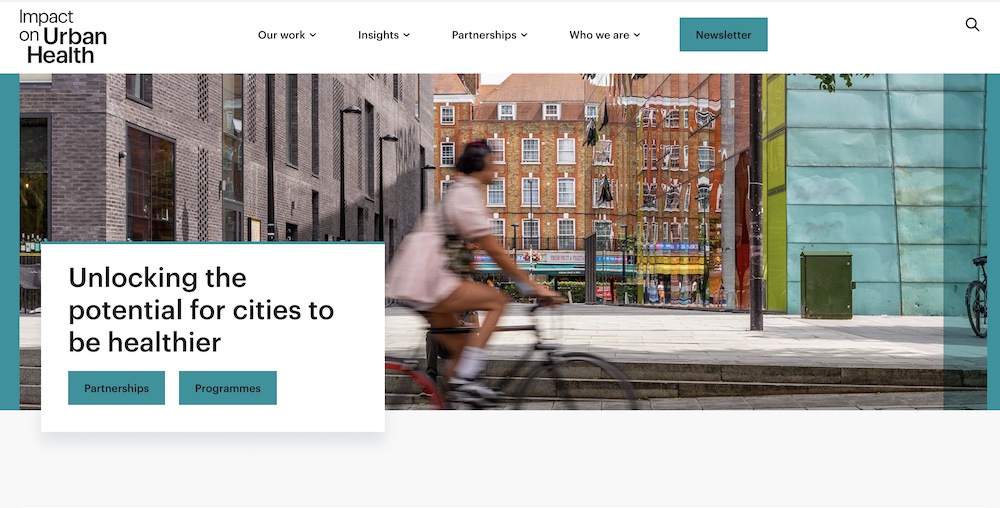 Impact
on Urban
Health
Our work
Insights
Partnerships
Who we are
Newsletter
Unlocking the
potential for cities to
be healthier
Partnerships
Programmes